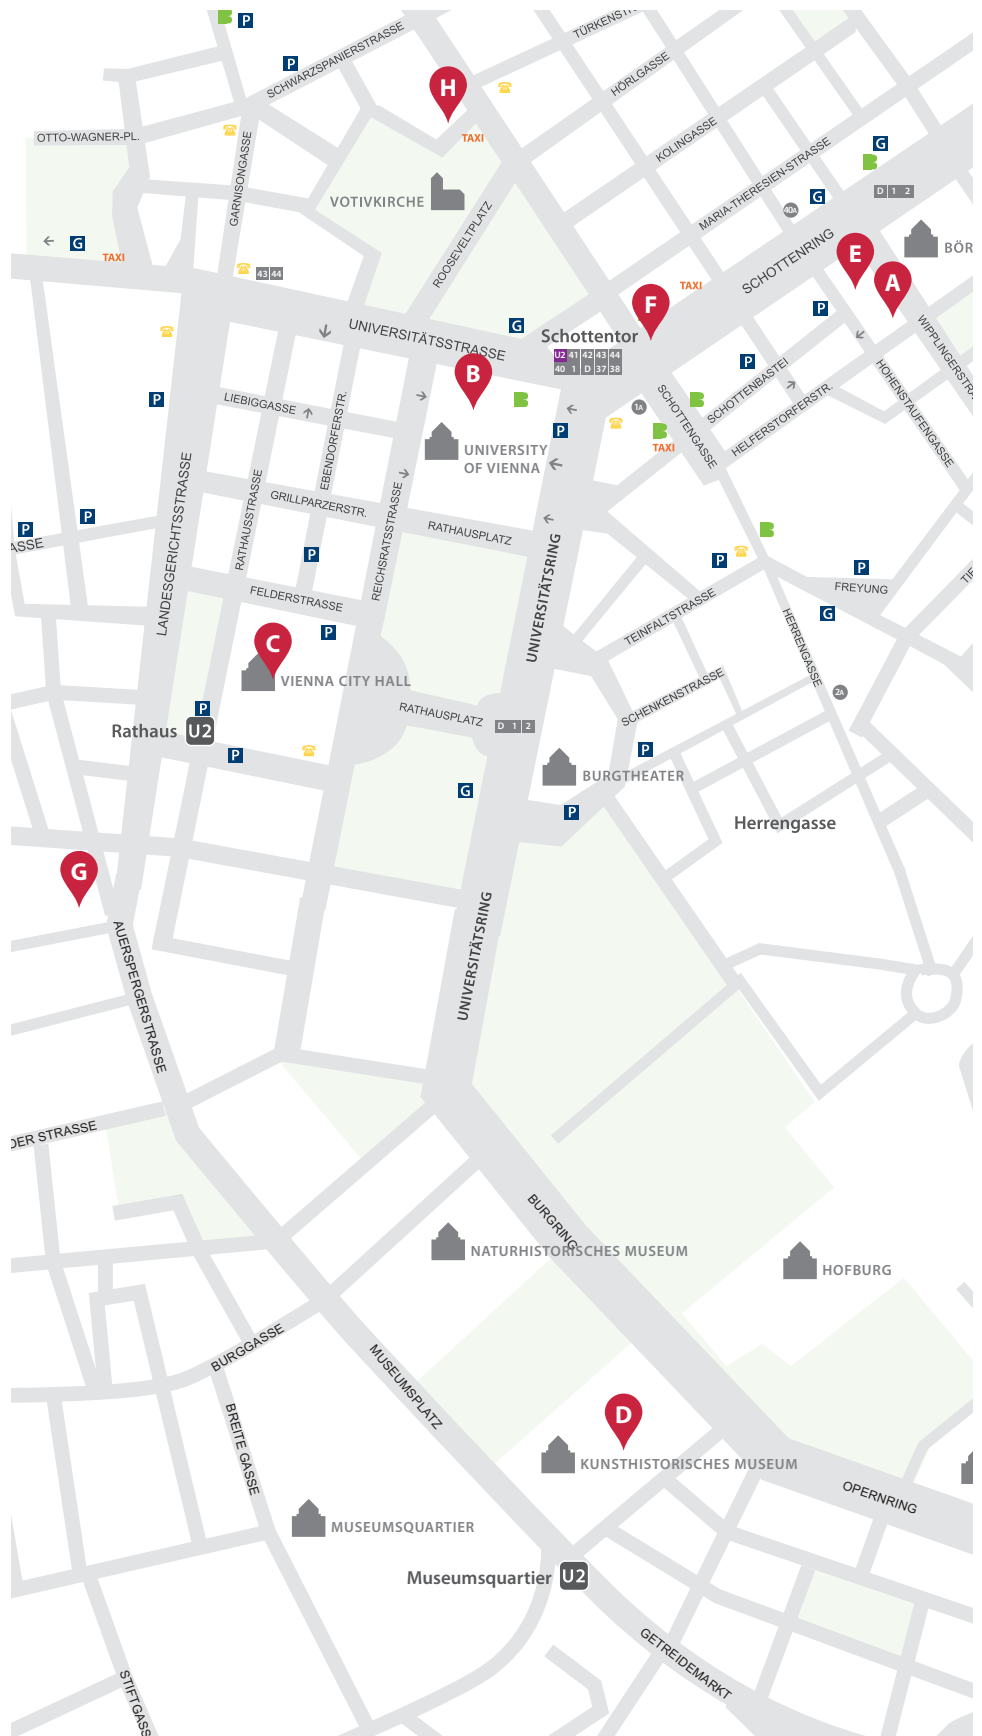 P
P
SCHWARZSPANIERSTRASSE
H
TAXI
HÖRLGASSE
KOLINGASSE
MARIA-THERESIEN-STRASSE
G
G
40A
D 1 2
OTTO-WAGNER-PL.
GARNISONGASSE
VOTIVKIRCHE
ROOSEVELTPLATZ
G
TAXI
43 44
SCHOTTENRING
E
A
F
TAXI
P
WIPPLINGERSTRA
UNIVERSITÄTSSTRASSE
G
Schottentor
U2 41 42 43 44
40 1 D 37 38
B
P
SCHOTTENBASTEI
HELFERSTORFERSTR.
HOHENSTAUFENGASSE
SCHOTTENGASSE
1A
P
TAXI
P
LIEBIGGASSE
EBENDORFERSTR.
UNIVERSITY
OF VIENNA
LANDESGERICHTSSTRASSE
RATHAUSSTRASSE
GRILLPARZERSTR.
REICHSRATSSTRASSE
RATHAUSPLATZ
P
P
ASSE
P
FELDERSTRASSE
P
UNIVERSITÄTSRING
P
P
FREYUNG
G
TEINFALTSTRASSE
HERRENGASSE
2A
C
VIENNA CITY HALL
P
Rathaus U2
P
RATHAUSPLATZ
D 1 2
SCHENKENSTRASSE
P
BURGTHEATER
G
P
Herrengasse
G
AUERSPERGERSTRASSE
UNIVERSITÄTSRING
DER STRASSE
BURGRING
NATURHISTORISCHES MUSEUM
HOFBURG
BURGGASSE
MUSEUMSPLATZ
BREITE GASSE
D
KUNSTHISTORISCHES MUSEUM
OPERNRING
MUSEUMSQUARTIER
Museumsquartier U2
GETREIDEMARKT
STIFTGASS
BÖR
TÜRKENSTR